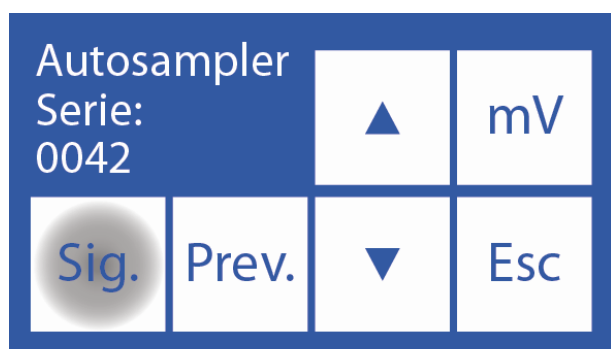 Autosampler
Serie:
0042
▲
mV
Sig.
Prev.
▼
Esc